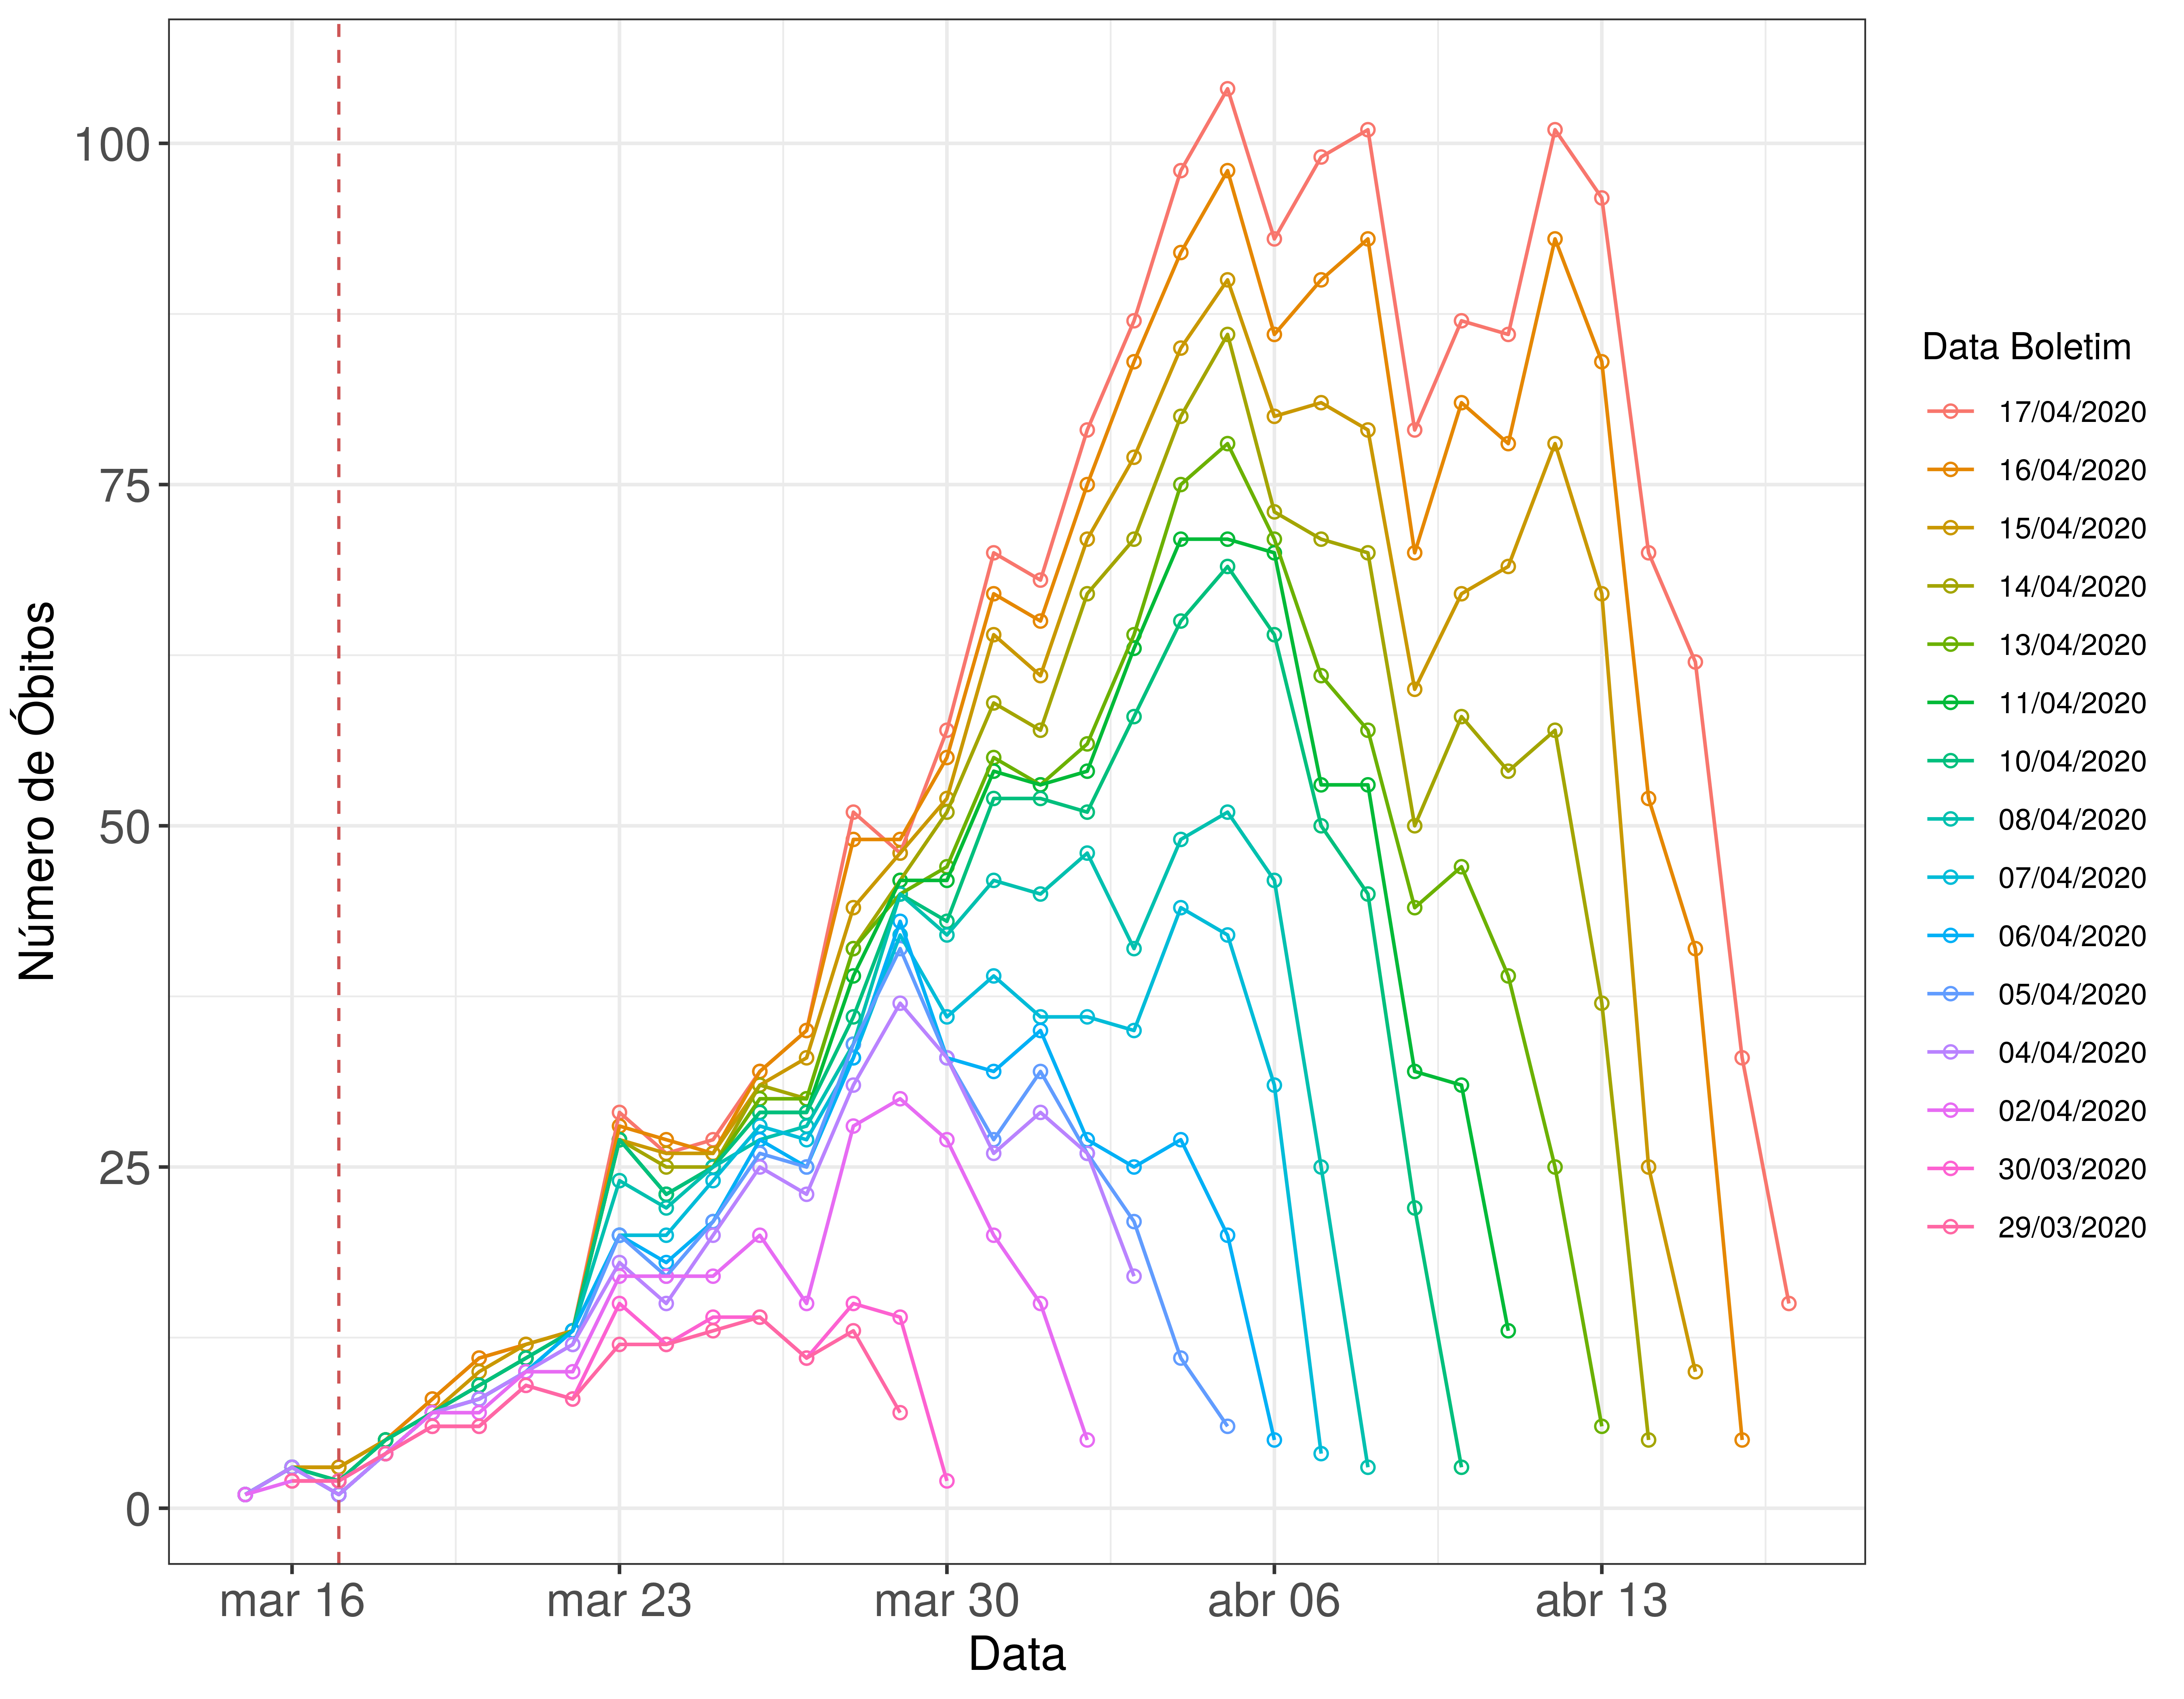 100
75
50
25
0
Número de Óbitos
mar 16
mar 23
mar 30
abr 06
abr 13
Data
Data Boletim
17/04/2020
16/04/2020
15/04/2020
14/04/2020
13/04/2020
11/04/2020
10/04/2020
08/04/2020
07/04/2020
06/04/2020
05/04/2020
04/04/2020
02/04/2020
30/03/2020
29/03/2020